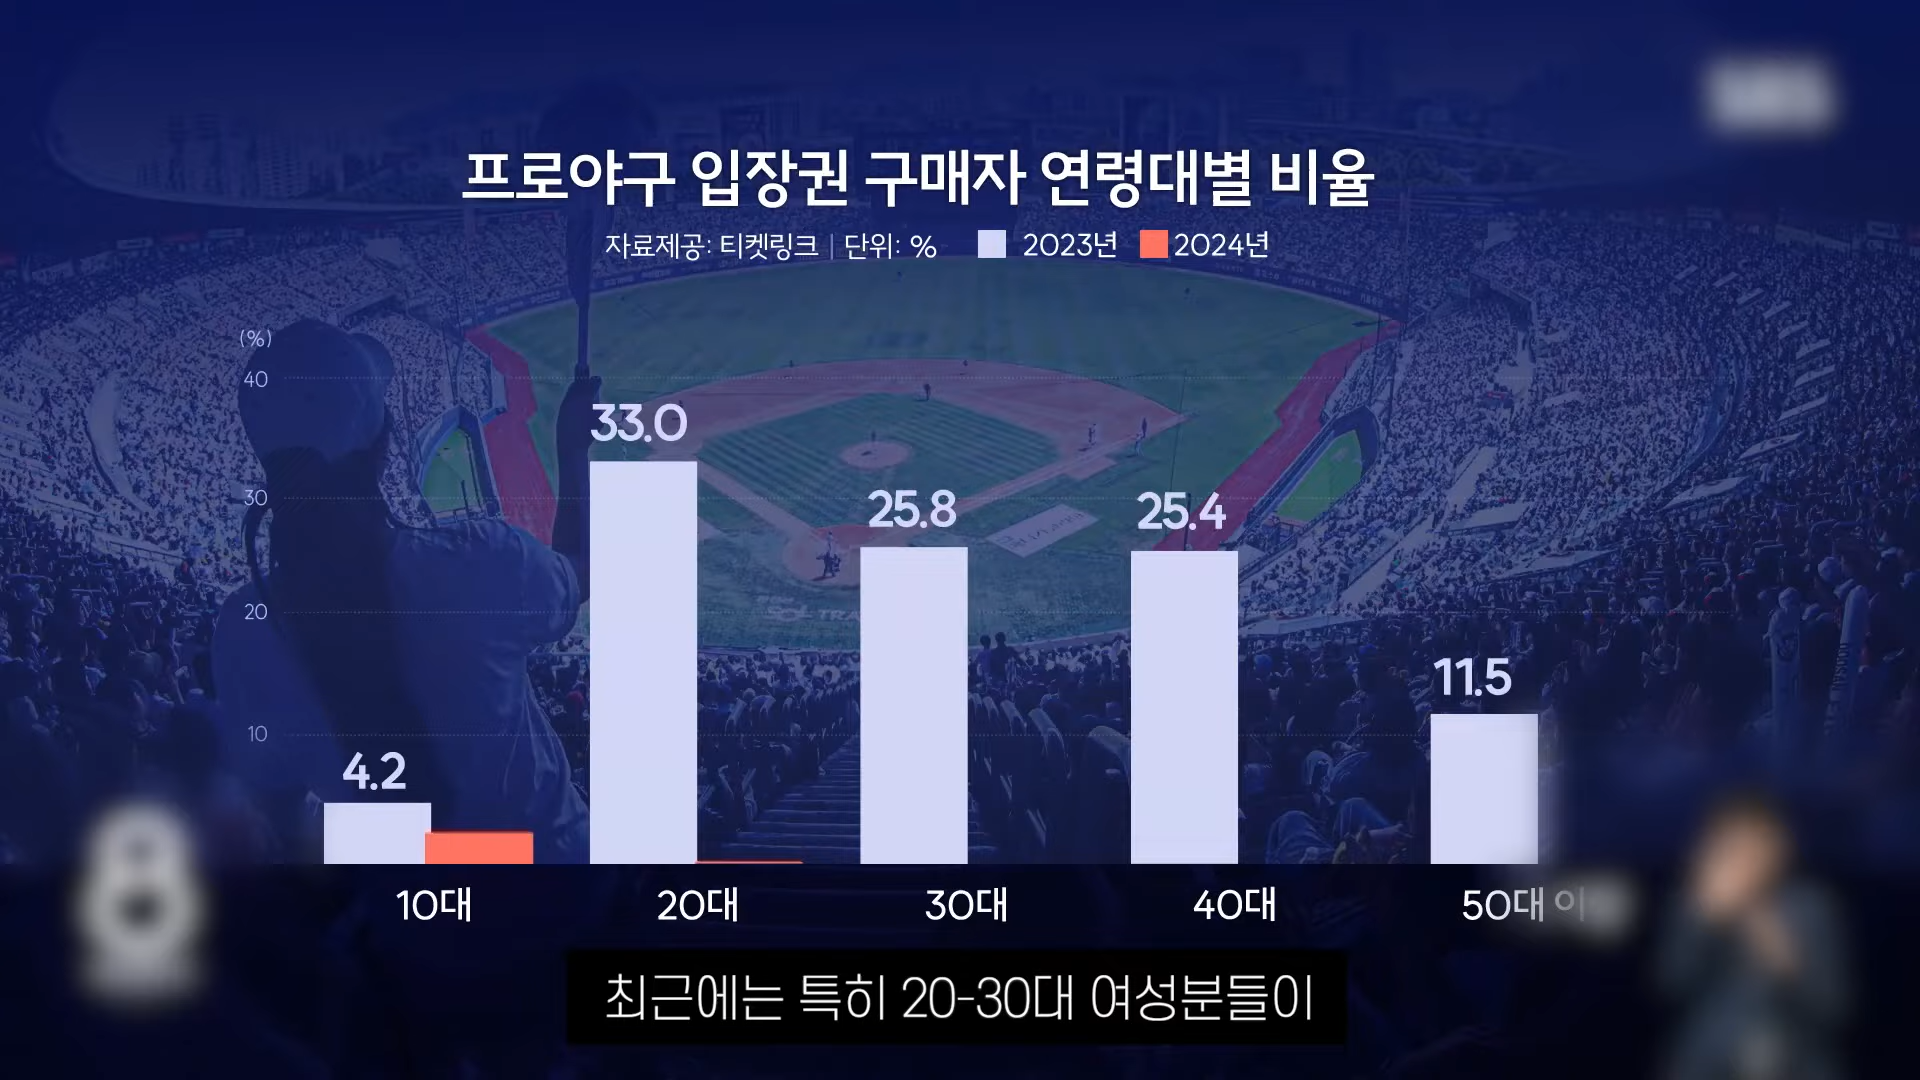 프로야구 입장권 구매자 연령대별 비율
자료제공: 티켓링크 | 단위: % 2023년 2024년
(%)
40
30
20
10
4.2
33.0
25.8
25.4
11.5
10대 20대 30대 40대 50대
최근에는 특히 20-30대 여성분들이